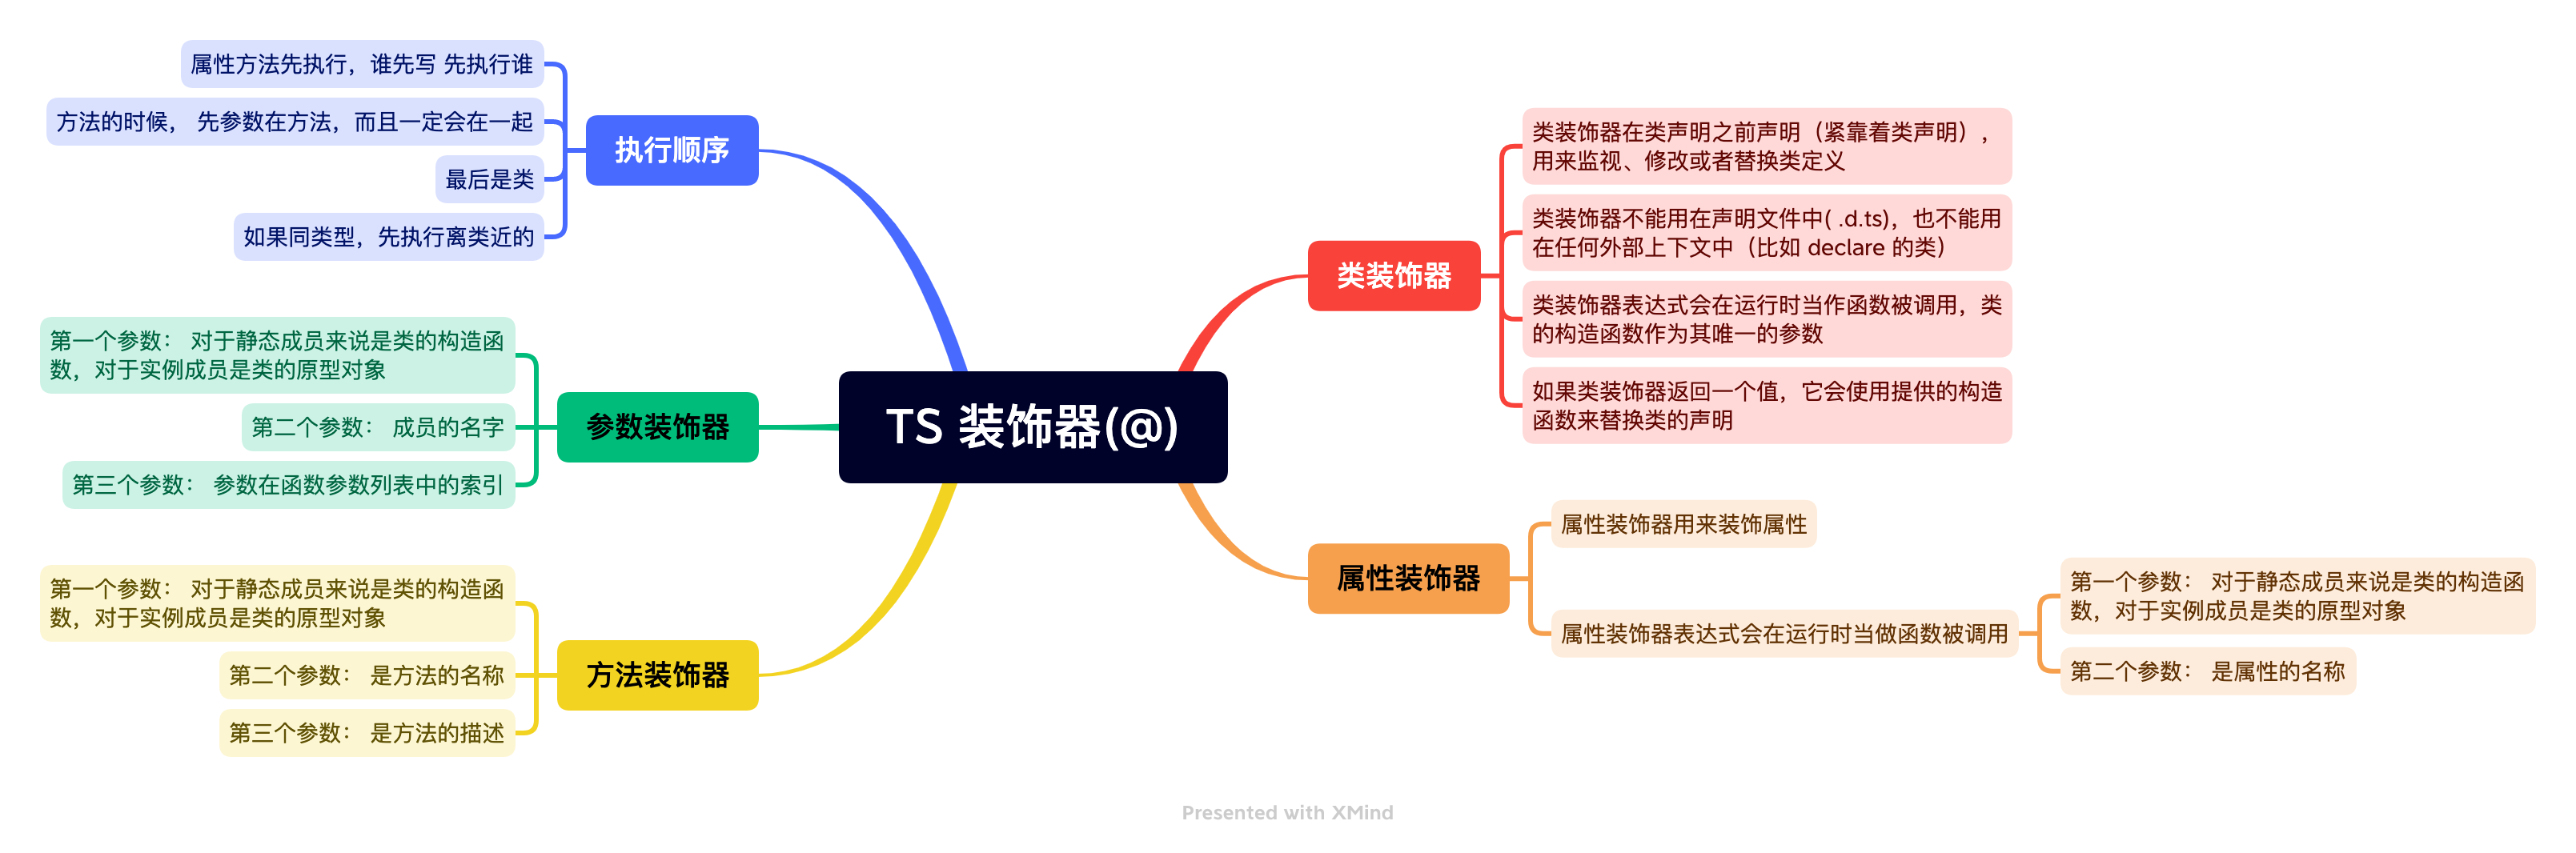 TS 装饰器(@)
类装饰器
类装饰器在类声明之前声明（紧靠着类声明），
用来监视、修改或者替换类定义
类装饰器不能用在声明文件中( .d.ts)，也不能用
在任何外部上下文中（比如 declare 的类）
类装饰器表达式会在运行时当作函数被调用，类
的构造函数作为其唯一的参数
如果类装饰器返回一个值，它会使用提供的构造
函数来替换类的声明
属性装饰器
属性装饰器用来装饰属性
属性装饰器表达式会在运行时当做函数被调用
第一个参数： 对于静态成员来说是类的构造函
数，对于实例成员是类的原型对象
第二个参数： 是属性的名称
执行顺序
属性方法先执行，谁先写 先执行谁
方法的时候， 先参数在方法，而且一定会在一起
最后是类
如果同类型，先执行离类近的
参数装饰器
第一个参数： 对于静态成员来说是类的构造函
数，对于实例成员是类的原型对象
第二个参数： 成员的名字
第三个参数： 参数在函数参数列表中的索引
方法装饰器
第一个参数： 对于静态成员来说是类的构造函
数，对于实例成员是类的原型对象
第二个参数： 是方法的名称
第三个参数： 是方法的描述
Presented with XMind